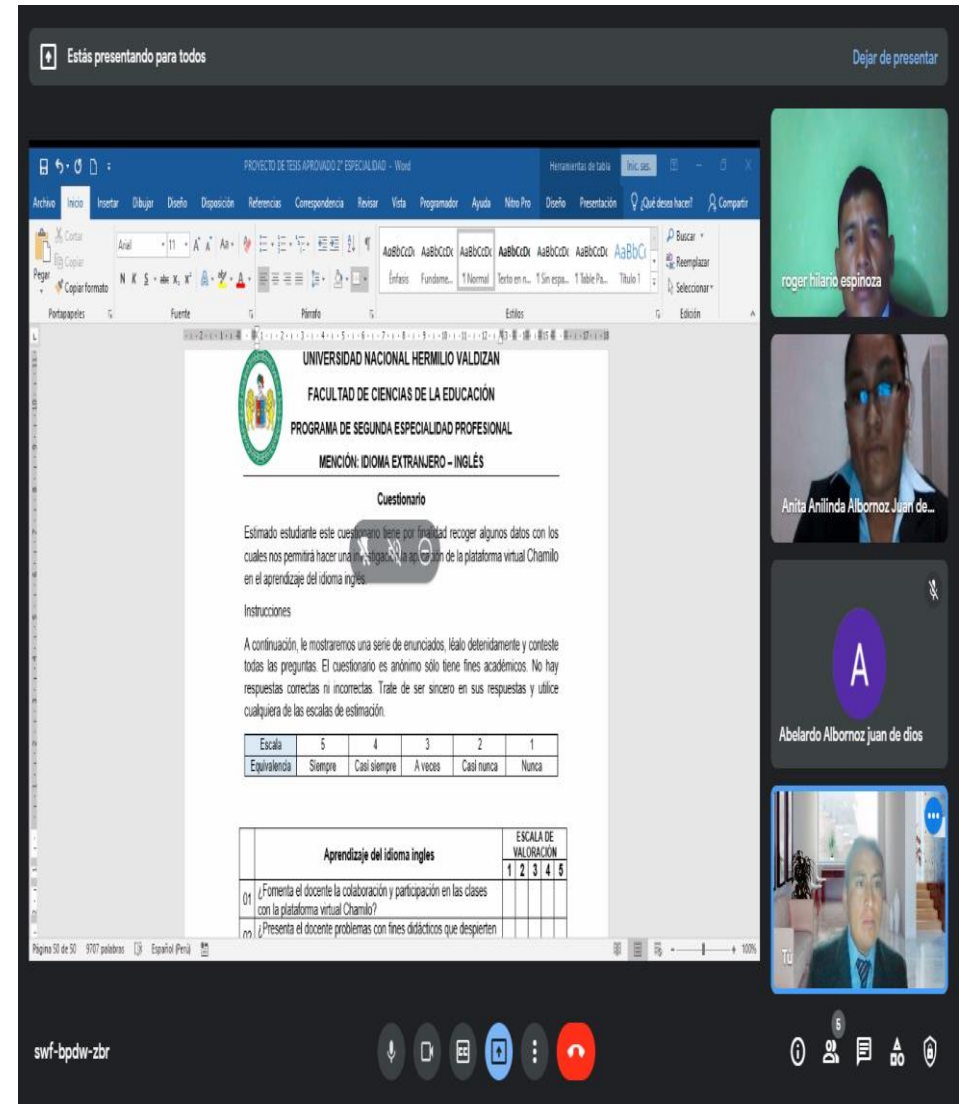 Estás presentando para todos
Dejar de presentar
PROYECTO DE TESIS APROVADO 2° ESPECIALIDAD - Word
Herramientas de tabla
Inic. ses.
Archivo Inicio Insertar Dibujar Diseño Disposición Referencias Correspondencia Revisar Vista Programador Ayuda Nitro Pro Diseño Presentación ¿Qué desea hacer? Compartir
Pegar
Cortar
Copiar
Copiar formato
Arial 11
N K S
AaBbCcDc AaBbCcDc AaBbCcDc AaBbCcDc AaBbCcDc AaBbCcDc AaBbCc
Énfasis Fundame... 1 Normal Texto en n... 1 Sin espa... 1 Table Pa... Título 1
Buscar
Reemplazar
Seleccionar
Portapapeles Fuente Párrafo Estilos Edición
UNIVERSIDAD NACIONAL HERMILIO VALDIZAN
FACULTAD DE CIENCIAS DE LA EDUCACIÓN
PROGRAMA DE SEGUNDA ESPECIALIDAD PROFESIONAL
MENCIÓN: IDIOMA EXTRANJERO – INGLÉS
Cuestionario
Estimado estudiante este cuestionario tiene por finalidad recoger algunos datos con los
cuales nos permitirá hacer una investigación la aplicación de la plataforma virtual Chamilo
en el aprendizaje del idioma inglés.
Instrucciones
A continuación, le mostraremos una serie de enunciados, léalo detenidamente y conteste
todas las preguntas. El cuestionario es anónimo sólo tiene fines académicos. No hay
respuestas correctas ni incorrectas. Trate de ser sincero en sus respuestas y utilice
cualquiera de las escalas de estimación.
Escala 5 4 3 2 1
Equivalencia Siempre Casi siempre A veces Casi nunca Nunca
Aprendizaje del idioma ingles
ESCALA DE
VALORACIÓN
1 2 3 4 5
01 ¿Fomenta el docente la colaboración y participación en las clases
con la plataforma virtual Chamilo?
02 ¿Presenta el docente problemas con fines didácticos que despierten
Página 50 de 50 9707 palabras Español (Perú)
100%
roger hilario espinoza
Anita Anilinda Albornoz Juan de...
A
Abelardo Albornoz juan de dios
Tú
swf-bpdw-zbr
5